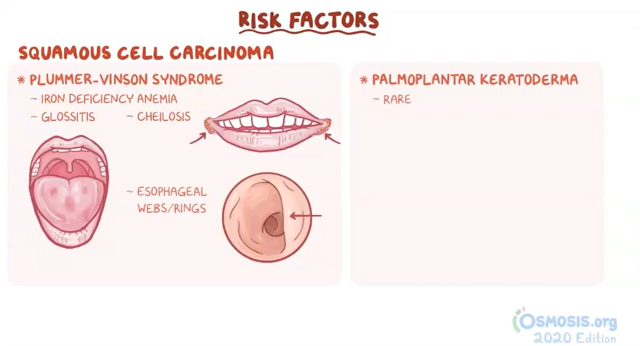 RISK FACTORS
SQUAMOUS CELL CARCINOMA
* PLUMMER-VINSON SYNDROME
~ IRON DEFICIENCY ANEMIA
~ GLOSSITIS ~ CHEILOSIS
~ ESOPHAGEAL
WEBS/RINGS
* PALMOPLANTAR KERATODERMA
~ RARE
OSMOSIS.org
2020 Edition